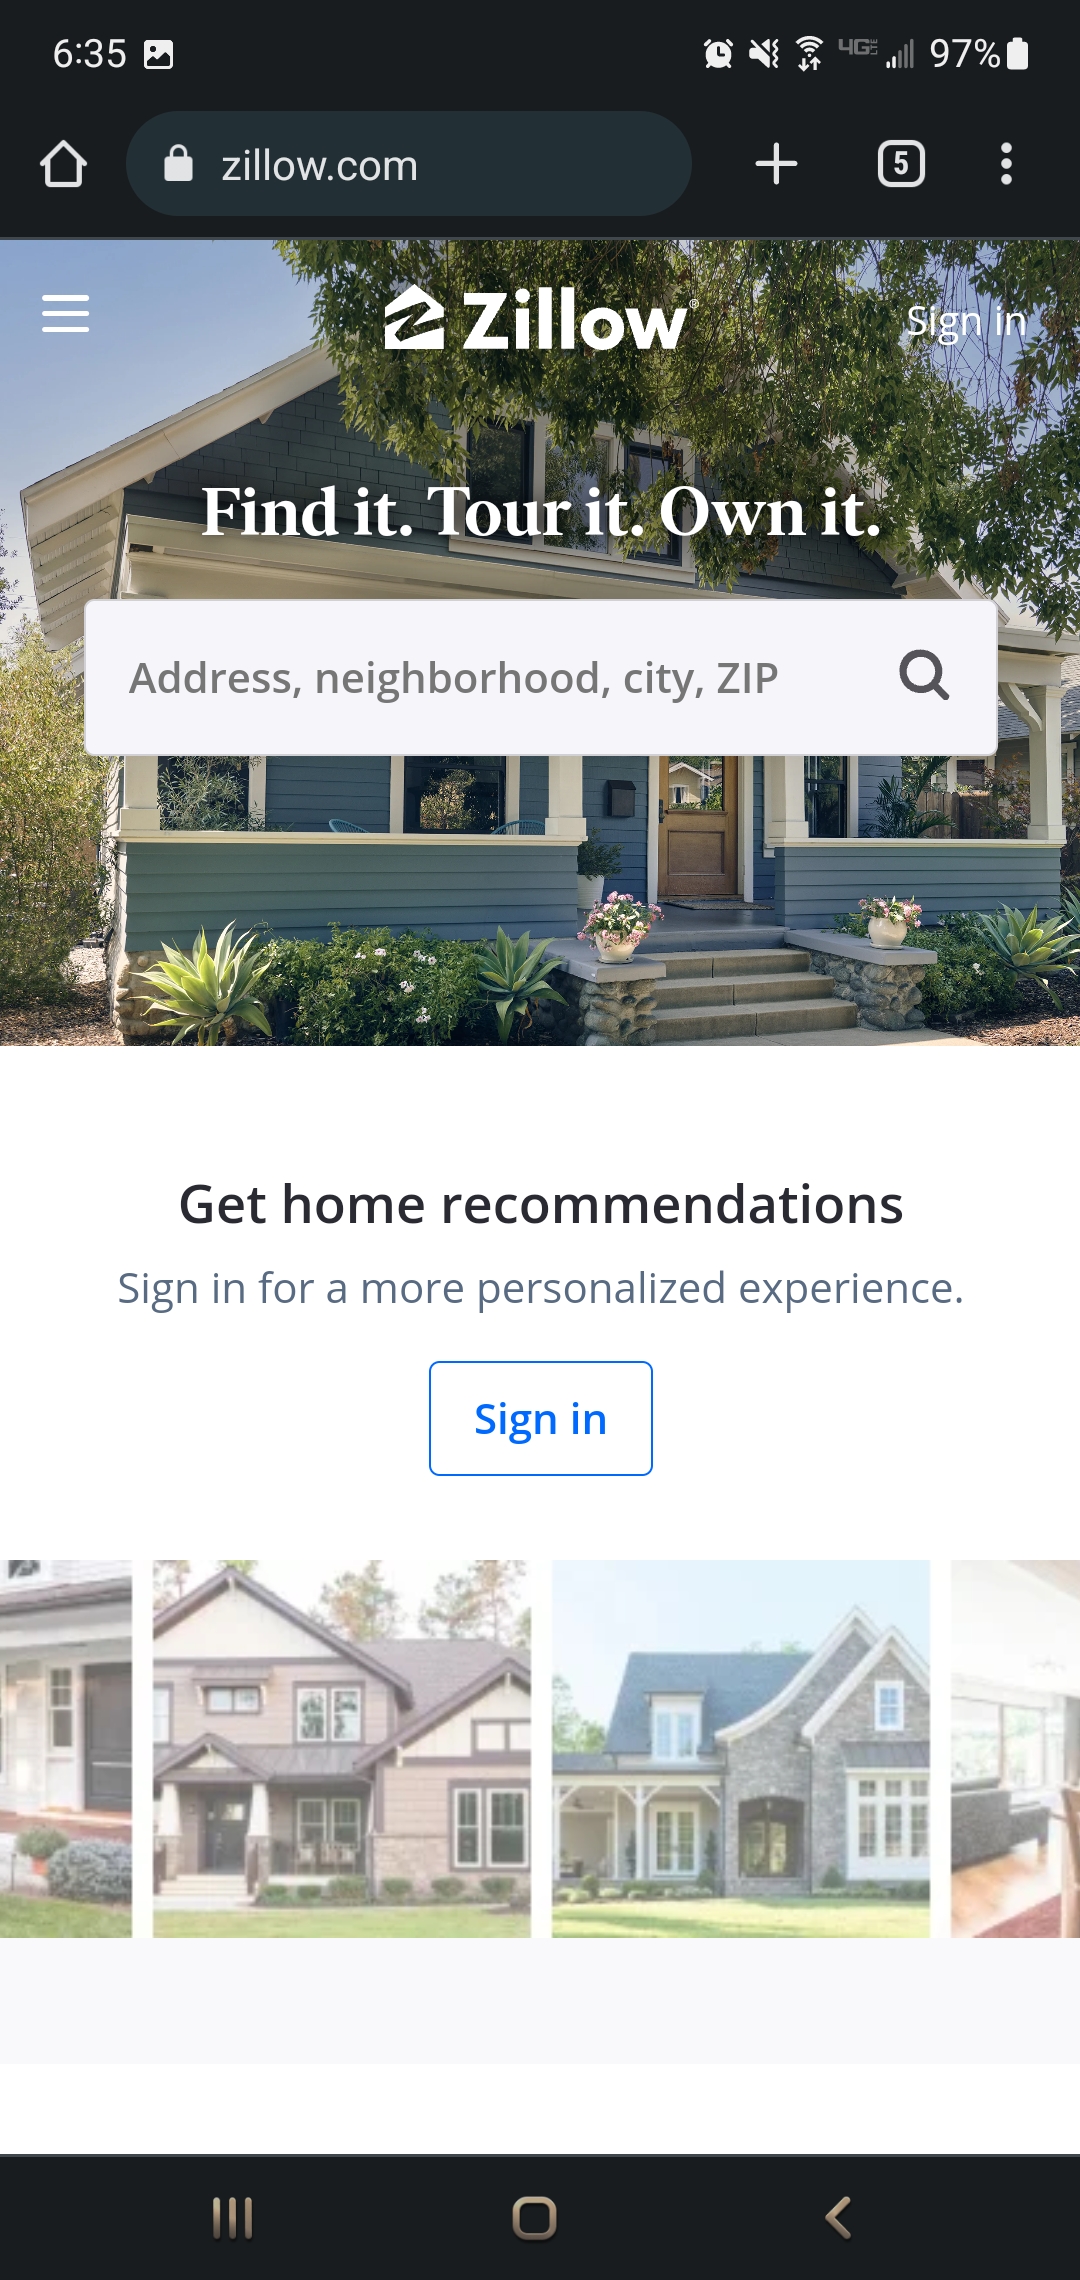 6:35 4G LTE 97%
zillow.com 5
Zillow® Sign in
Find it. Tour it. Own it.
Address, neighborhood, city, ZIP
Get home recommendations
Sign in for a more personalized experience.
Sign in